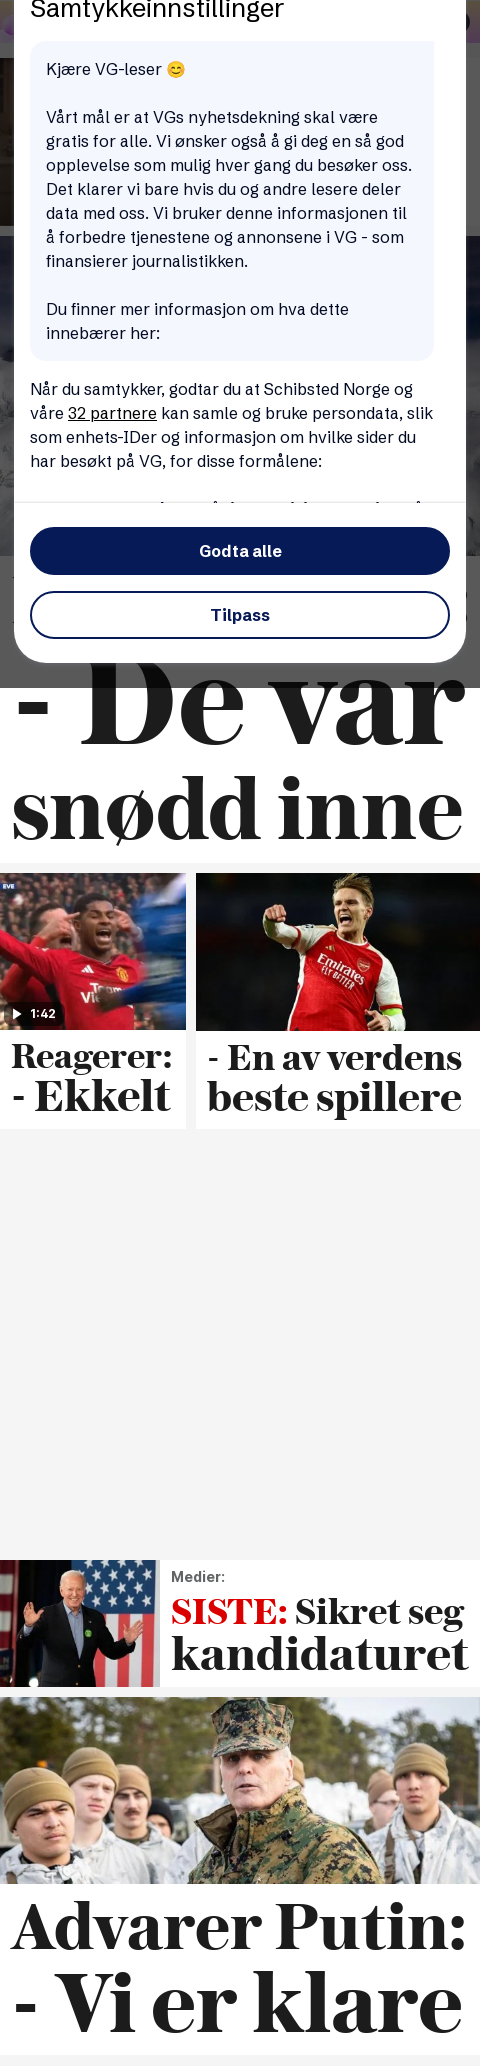 Samtykkeinnstillinger
Kjære VG-leser 😊
Vårt mål er at VGs nyhetsdekning skal være
gratis for alle. Vi ønsker også å gi deg en så god
opplevelse som mulig hver gang du besøker oss.
Det klarer vi bare hvis du og andre lesere deler
data med oss. Vi bruker denne informasjonen til
å forbedre tjenestene og annonsene i VG - som
finansierer journalistikken.
Du finner mer informasjon om hva dette
innebærer her:
Når du samtykker, godtar du at Schibsted Norge og
våre 32 partnere kan samle og bruke persondata, slik
som enhets-IDer og informasjon om hvilke sider du
har besøkt på VG, for disse formålene:
Godta alle
Tilpass
- De var
snødd inne
EVE
1:42
Reagerer:
- Ekkelt
Emirates
FLY BETTER
- En av verdens
beste spillere
Medier:
SISTE: Sikret seg
kandidaturet
Advarer Putin:
- Vi er klare